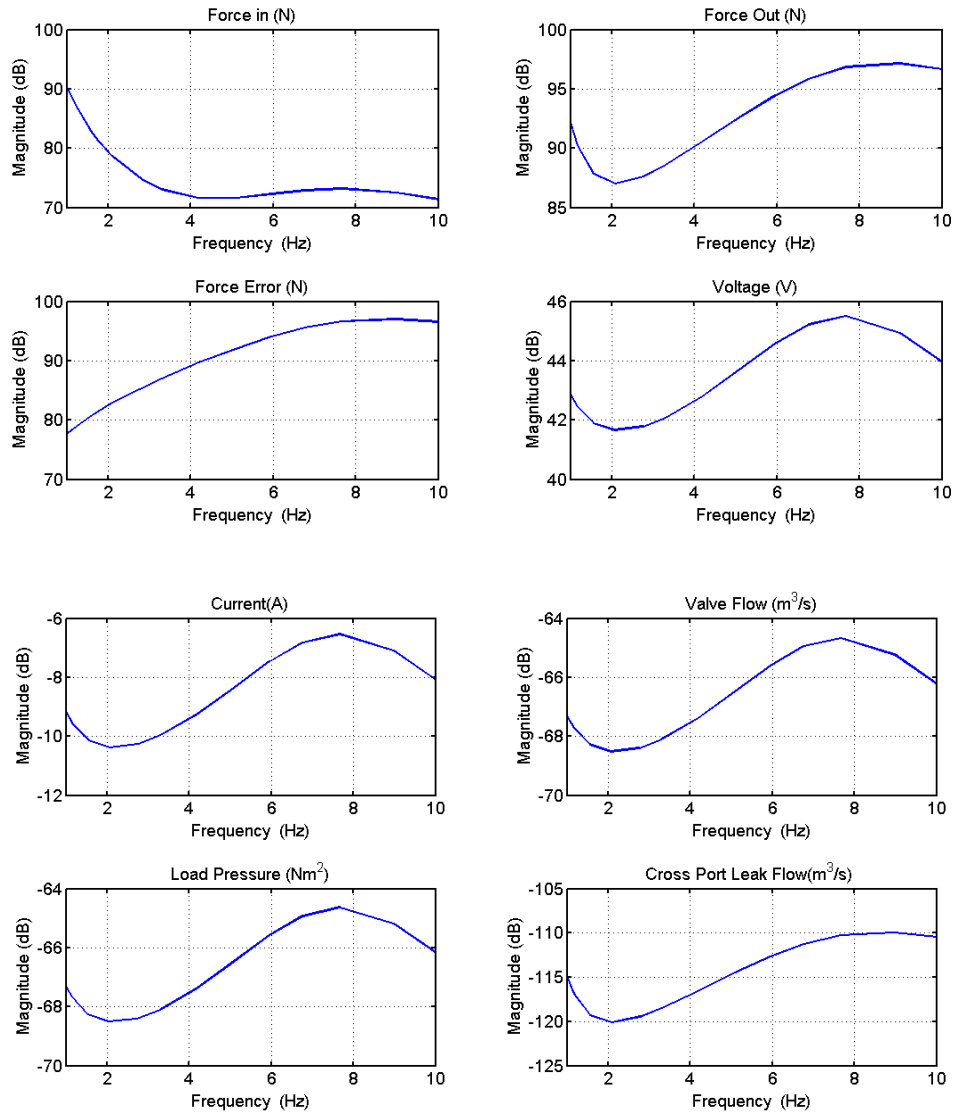 Force in (N)
100
90
80
70
Magnitude (dB)
2 4 6 8 10
Frequency (Hz)
Force Out (N)
100
95
90
85
Magnitude (dB)
2 4 6 8 10
Frequency (Hz)
Force Error (N)
100
90
80
70
Magnitude (dB)
2 4 6 8 10
Frequency (Hz)
Voltage (V)
46
44
42
40
Magnitude (dB)
2 4 6 8 10
Frequency (Hz)
Current(A)
-6
-8
-10
-12
Magnitude (dB)
2 4 6 8 10
Frequency (Hz)
Valve Flow (m³/s)
-64
-66
-68
-70
Magnitude (dB)
2 4 6 8 10
Frequency (Hz)
Load Pressure (Nm²)
-64
-66
-68
-70
Magnitude (dB)
2 4 6 8 10
Frequency (Hz)
Cross Port Leak Flow(m³/s)
-105
-110
-115
-120
-125
Magnitude (dB)
2 4 6 8 10
Frequency (Hz)